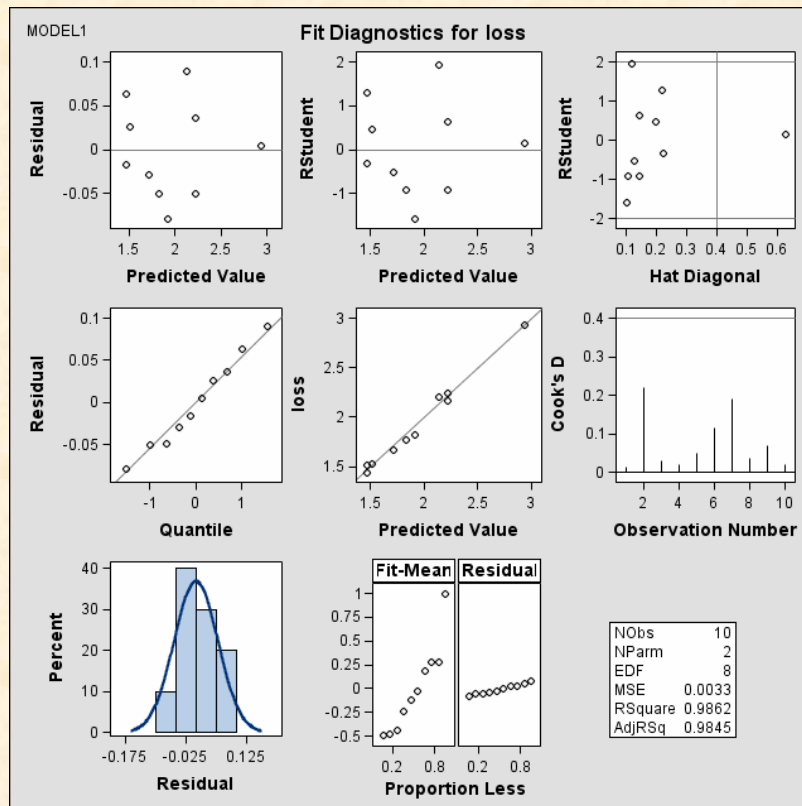 MODEL1
Fit Diagnostics for loss
Residual
0.1
0.05
0
-0.05
1.5
2
2.5
3
Predicted Value
RStudent
2
1
0
-1
1.5
2
2.5
3
Predicted Value
RStudent
2
1
0
-1
-2
0.1
0.2
0.4
0.6
Hat Diagonal
Residual
0.1
0.05
0
-0.05
-1
0
1
Quantile
loss
3
2.5
2
1.5
1.5
2
2.5
3
Predicted Value
Cook's D
0.4
0.3
0.2
0.1
0
2
4
6
8
10
Observation Number
Percent
40
30
20
10
0
-0.175
-0.025
0.125
Residual
Fit-Mean
Residual
1
0.75
0.5
0.25
0
-0.25
-0.5
0.2
0.8
0.2
0.8
Proportion Less
NObs 10
NParm 2
EDF 8
MSE 0.0033
RSquare 0.9862
AdjRSq 0.9845